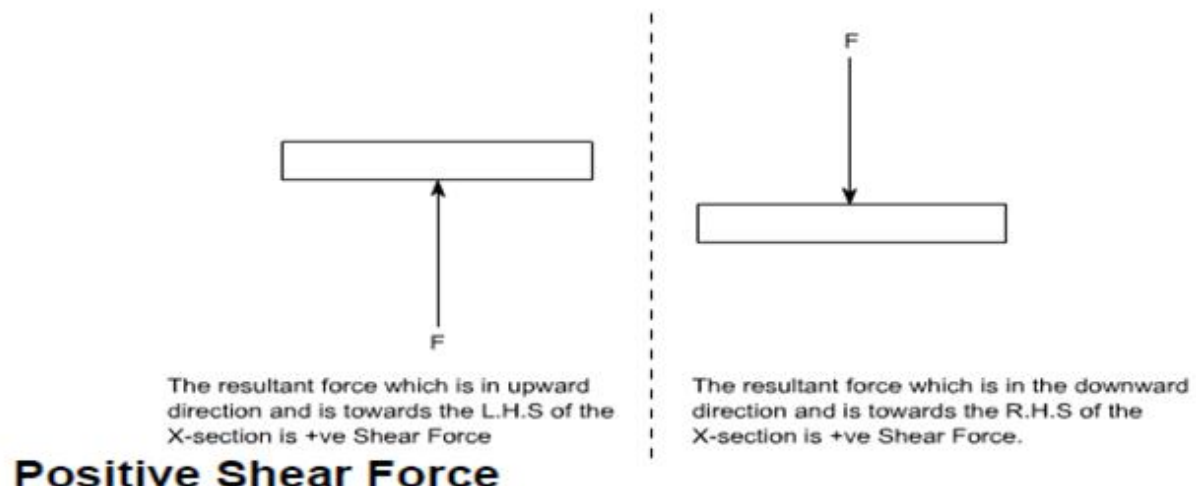 F
F
The resultant force which is in upward
direction and is towards the L.H.S of the
X-section is +ve Shear Force
The resultant force which is in the downward
direction and is towards the R.H.S of the
X-section is +ve Shear Force.
Positive Shear Force